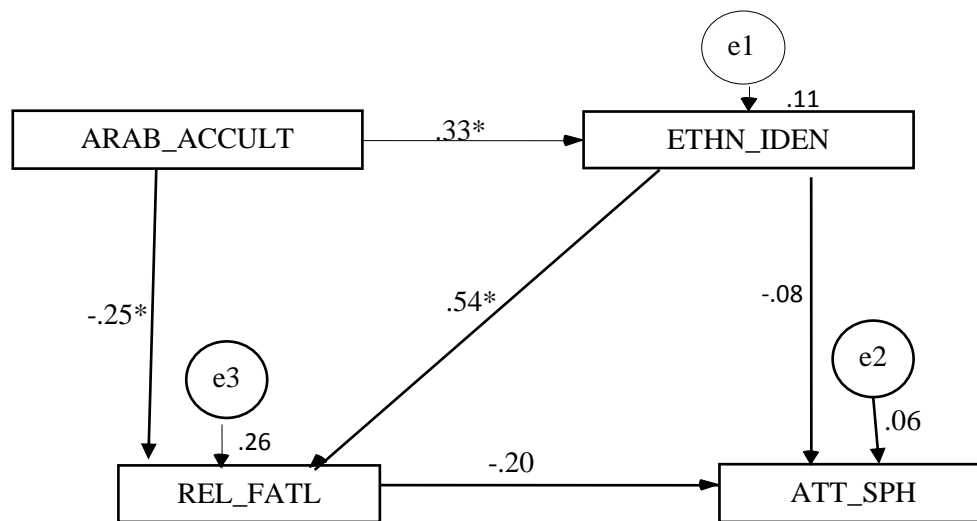 e1
.11
ARAB_ACCULT
.33*
ETHN_IDEN
-.25*
.54*
-.08
e3
e2
.26
.06
-.20
REL_FATL
ATT_SPH